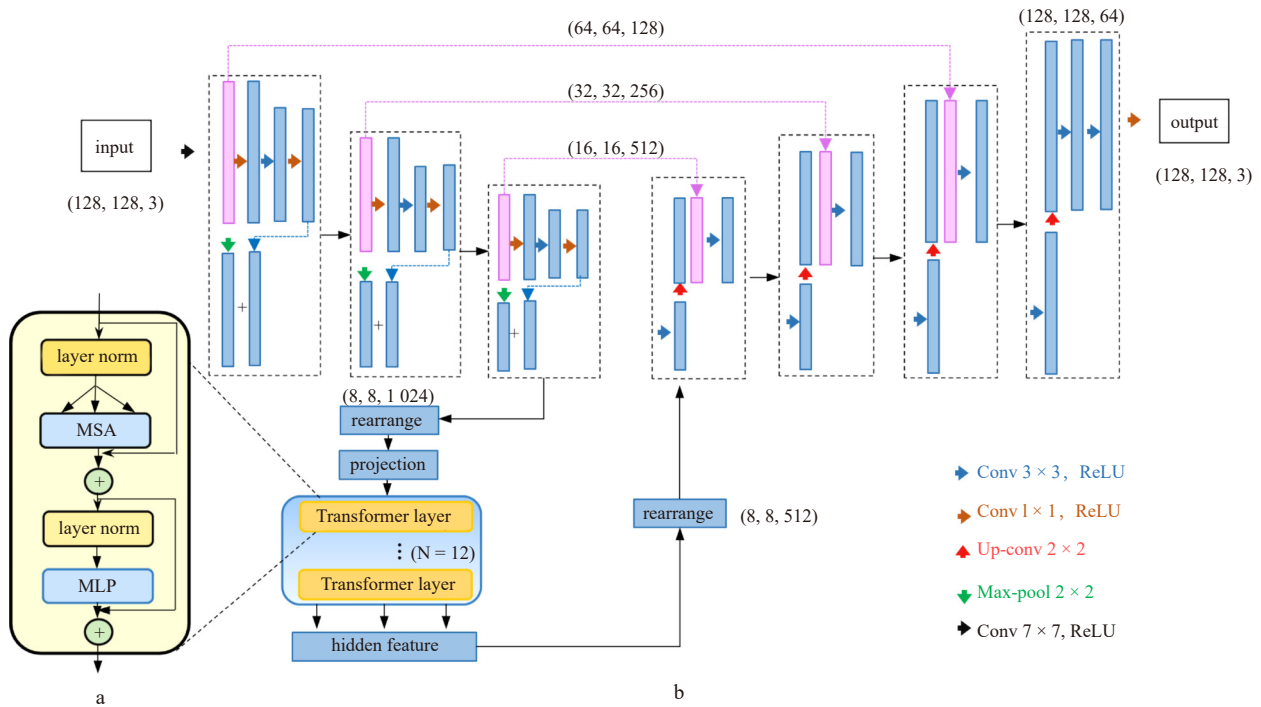 (64, 64, 128)
(128, 128, 64)
(32, 32, 256)
input
(16, 16, 512)
output
(128, 128, 3)
(128, 128, 3)
+
+
+
layer norm
MSA
+
layer norm
MLP
+
(8, 8, 1 024)
rearrange
projection
Transformer layer
⋮ (N = 12)
Transformer layer
hidden feature
rearrange
(8, 8, 512)
Conv 3 × 3, ReLU
Conv l × 1, ReLU
Up-conv 2 × 2
Max-pool 2 × 2
Conv 7 × 7, ReLU
a
b